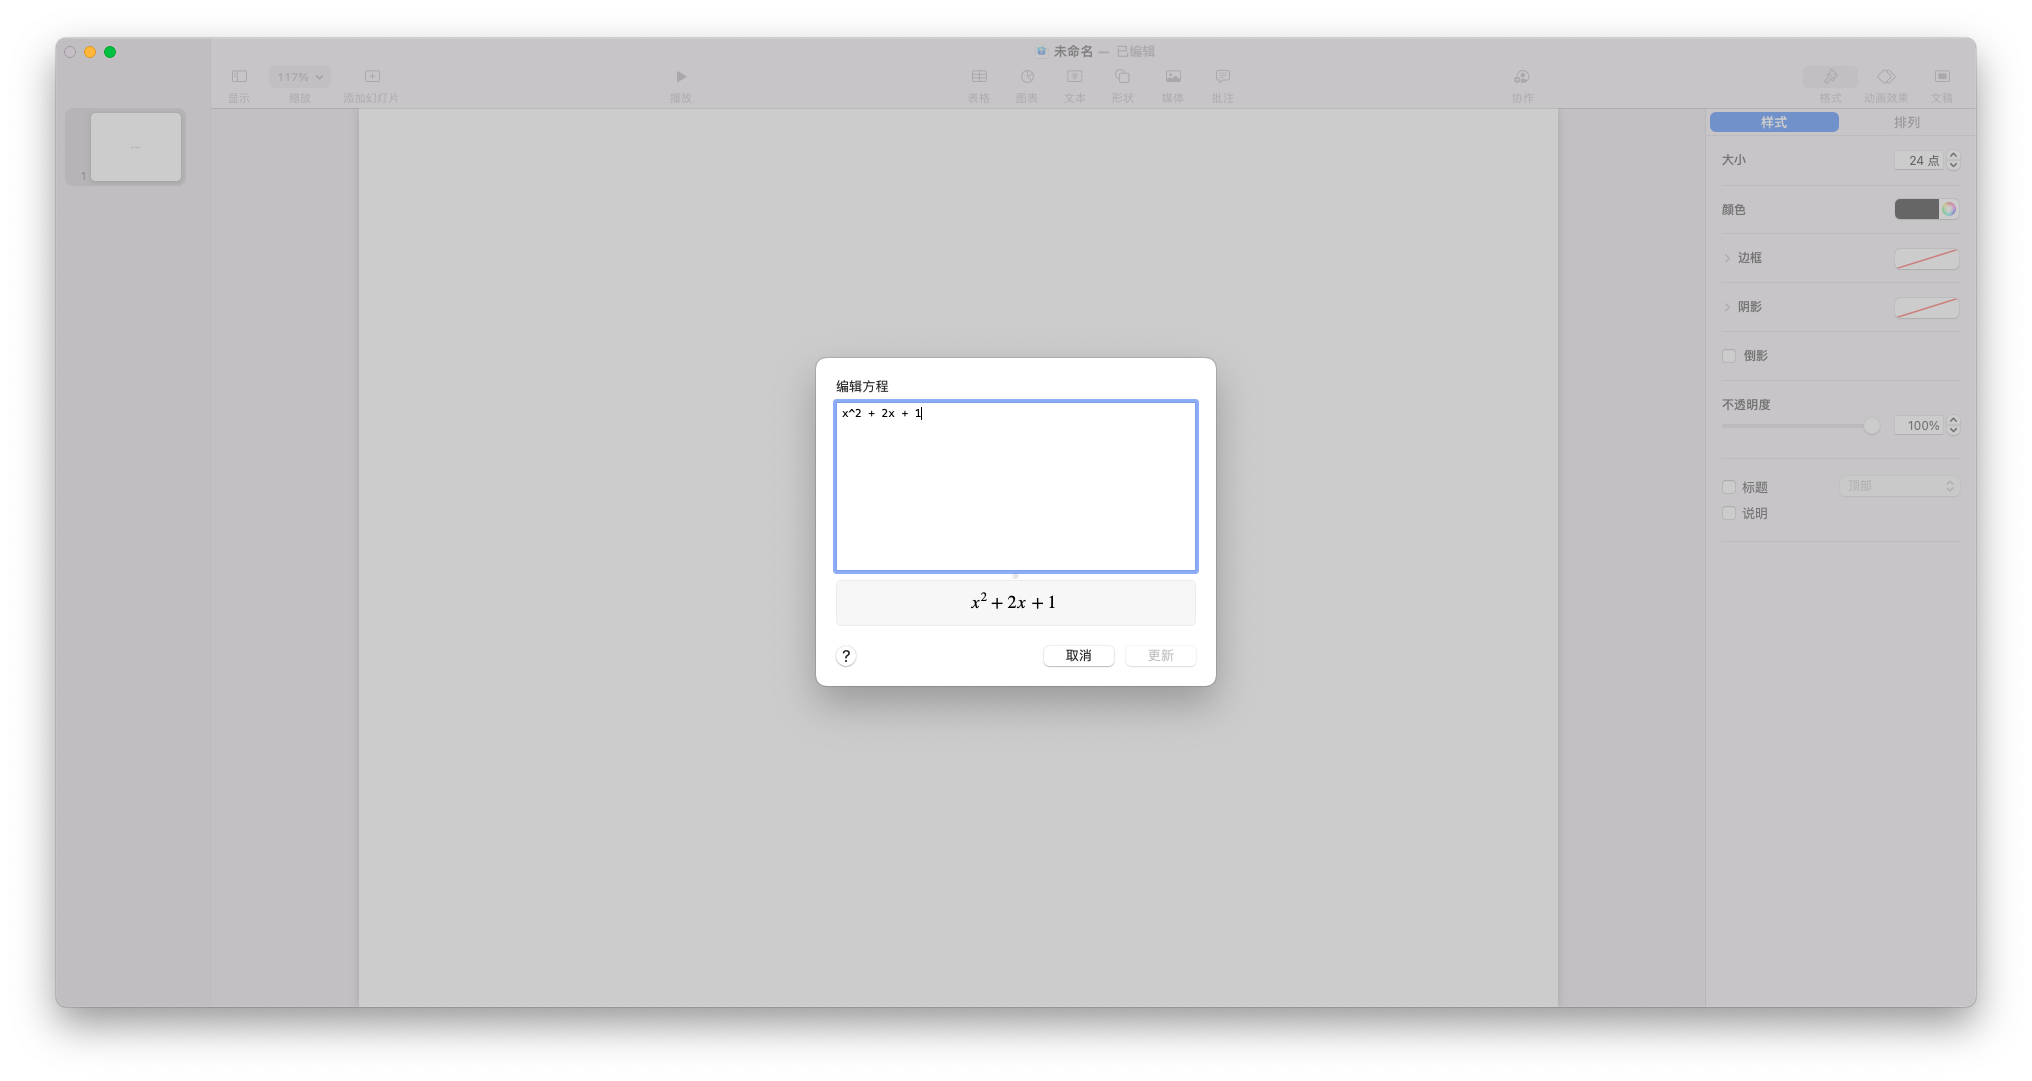 未命名 — 已编辑
117%
显示
缩放
添加幻灯片
播放
表格
图表
文本
形状
媒体
批注
协作
格式
动画效果
文稿
1
样式
排列
大小
24 点
颜色
边框
阴影
倒影
不透明度
100%
标题
顶部
说明
编辑方程
x^2 + 2x + 1
x² + 2x + 1
?
取消
更新